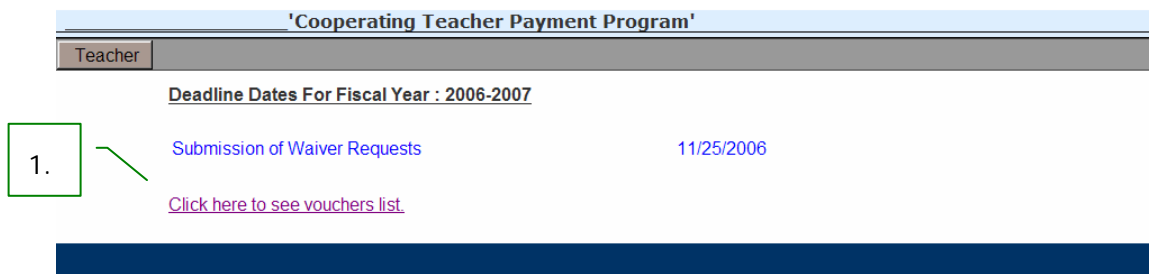 'Cooperating Teacher Payment Program'
Teacher
Deadline Dates For Fiscal Year : 2006-2007
Submission of Waiver Requests 11/25/2006
1.
Click here to see vouchers list.